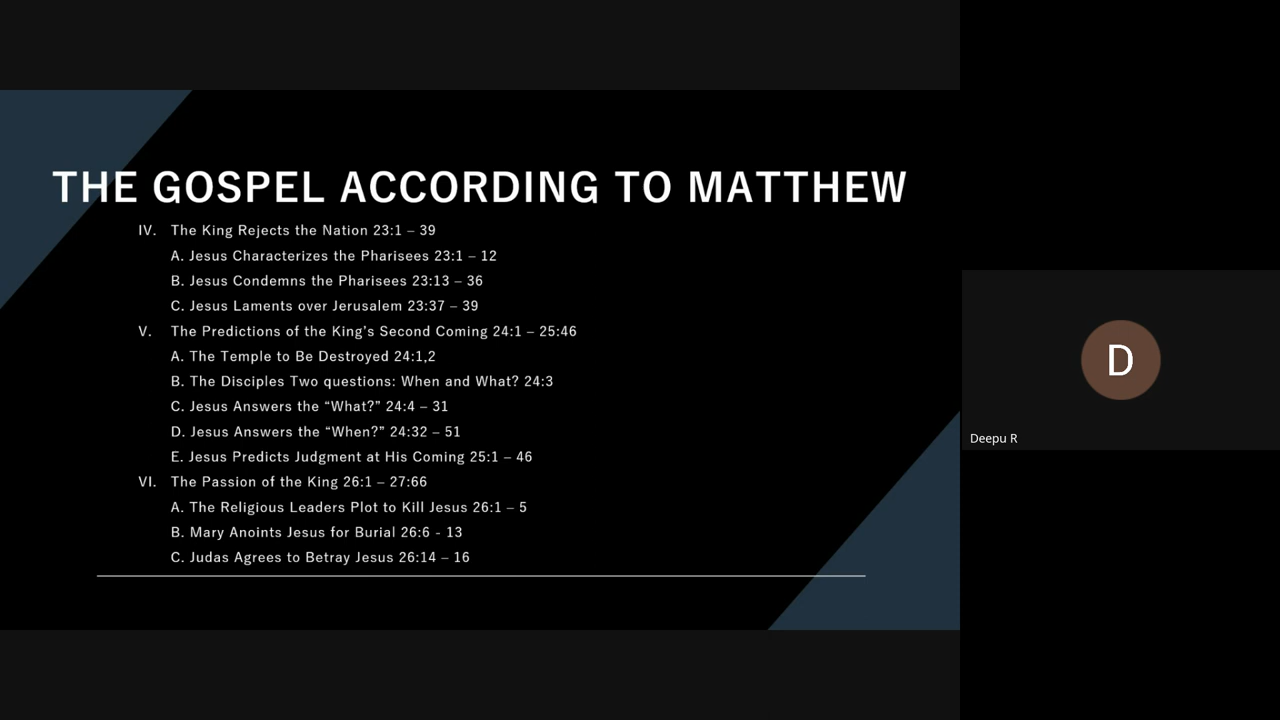 THE GOSPEL ACCORDING TO MATTHEW
IV. The King Rejects the Nation 23:1 – 39
A. Jesus Characterizes the Pharisees 23:1 – 12
B. Jesus Condemns the Pharisees 23:13 – 36
C. Jesus Laments over Jerusalem 23:37 – 39
V. The Predictions of the King’s Second Coming 24:1 – 25:46
A. The Temple to Be Destroyed 24:1,2
B. The Disciples Two questions: When and What? 24:3
C. Jesus Answers the “What?” 24:4 – 31
D. Jesus Answers the “When?” 24:32 – 51
E. Jesus Predicts Judgment at His Coming 25:1 – 46
VI. The Passion of the King 26:1 – 27:66
A. The Religious Leaders Plot to Kill Jesus 26:1 – 5
B. Mary Anoints Jesus for Burial 26:6 - 13
C. Judas Agrees to Betray Jesus 26:14 – 16
D
Deepu R